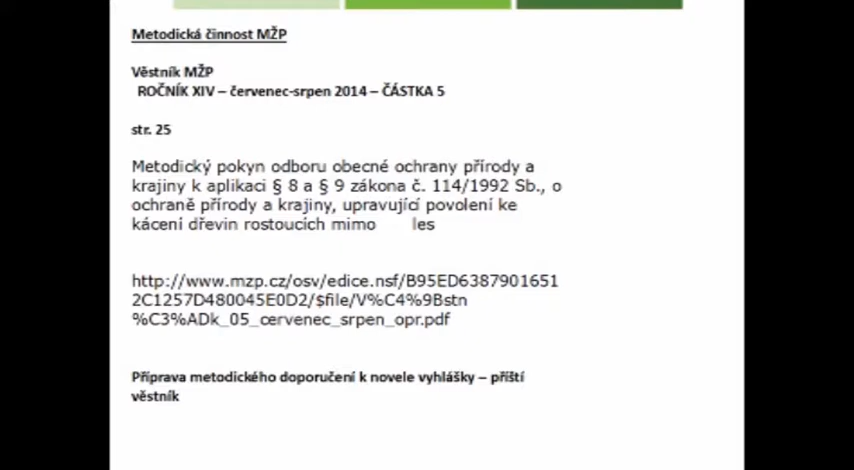 Metodická činnost MŽP
Věstník MŽP
ROČNÍK XIV – červenec-srpen 2014 – ČÁSTKA 5
str. 25
Metodický pokyn odboru obecné ochrany přírody a
krajiny k aplikaci § 8 a § 9 zákona č. 114/1992 Sb., o
ochraně přírody a krajiny, upravující povolení ke
kácení dřevin rostoucích mimo les
http://www.mzp.cz/osv/edice.nsf/B95ED6387901651
2C1257D480045E0D2/$file/V%C4%9Bstn
%C3%ADk_05_cervenec_srpen_opr.pdf
Příprava metodického doporučení k novele vyhlášky – příští
věstník